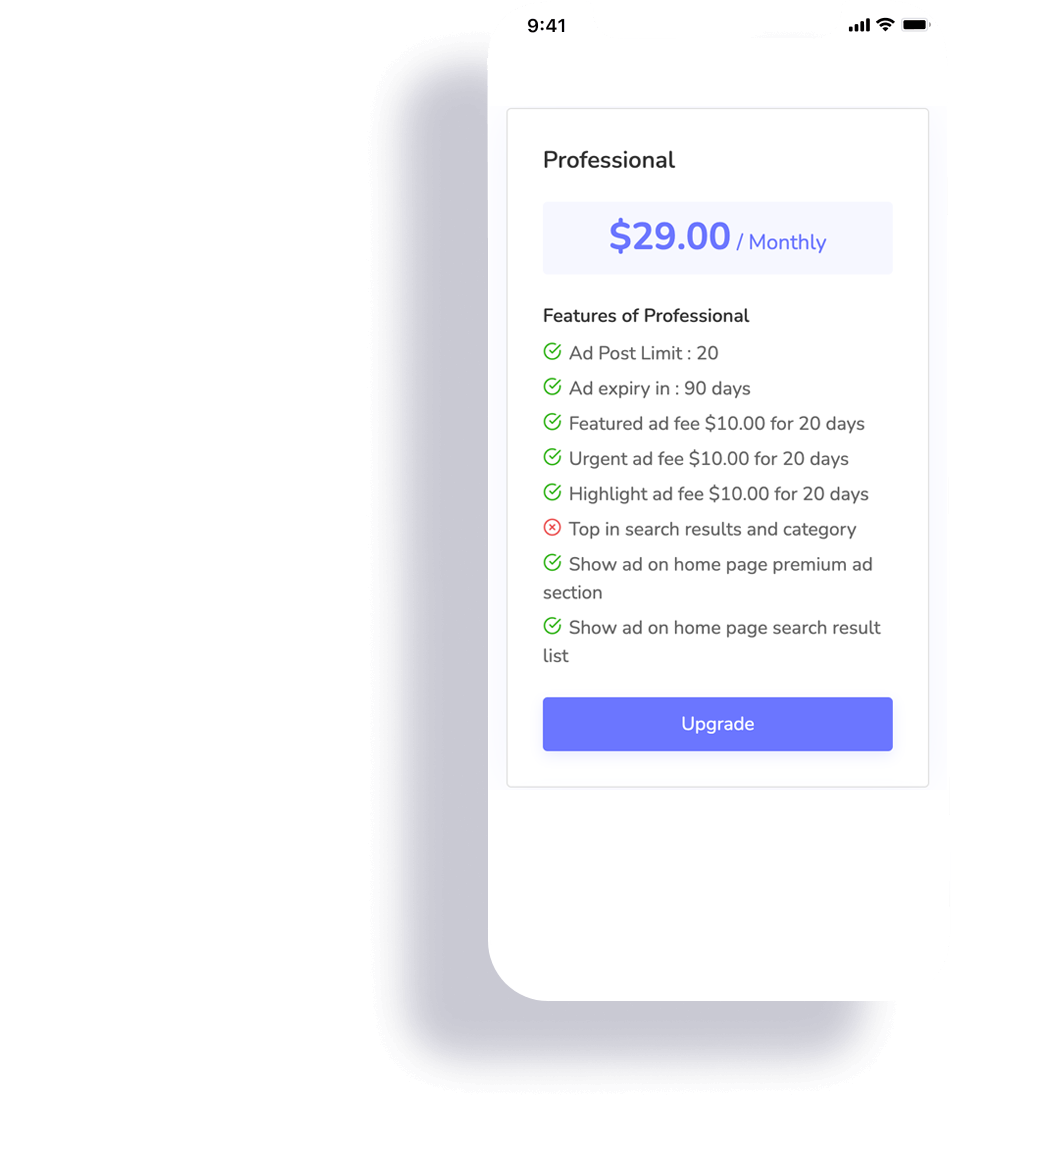 9:41
Professional
$29.00 / Monthly
Features of Professional
Ad Post Limit : 20
Ad expiry in : 90 days
Featured ad fee $10.00 for 20 days
Urgent ad fee $10.00 for 20 days
Highlight ad fee $10.00 for 20 days
Top in search results and category
Show ad on home page premium ad
section
Show ad on home page search result
list
Upgrade